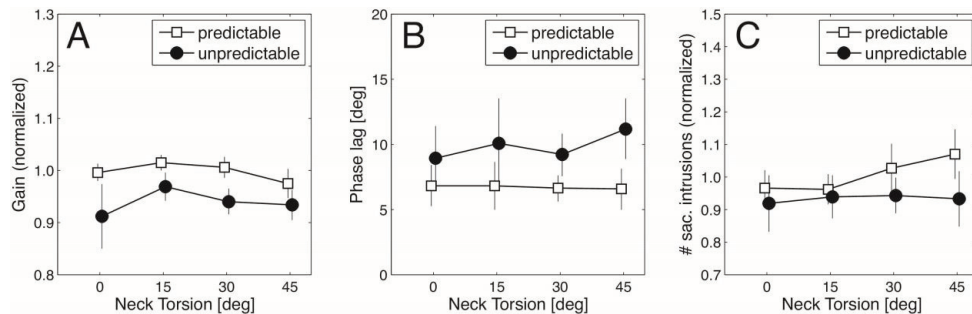 A
predictable
unpredictable
Gain (normalized)
1.3
1.2
1.1
1.0
0.9
0.8
0
15
30
45
Neck Torsion [deg]
B
predictable
unpredictable
Phase lag [deg]
20
15
10
5
0
0
15
30
45
Neck Torsion [deg]
C
predictable
unpredictable
# sac. intrusions (normalized)
1.5
1.4
1.3
1.2
1.1
1.0
0.9
0.8
0.7
0
15
30
45
Neck Torsion [deg]